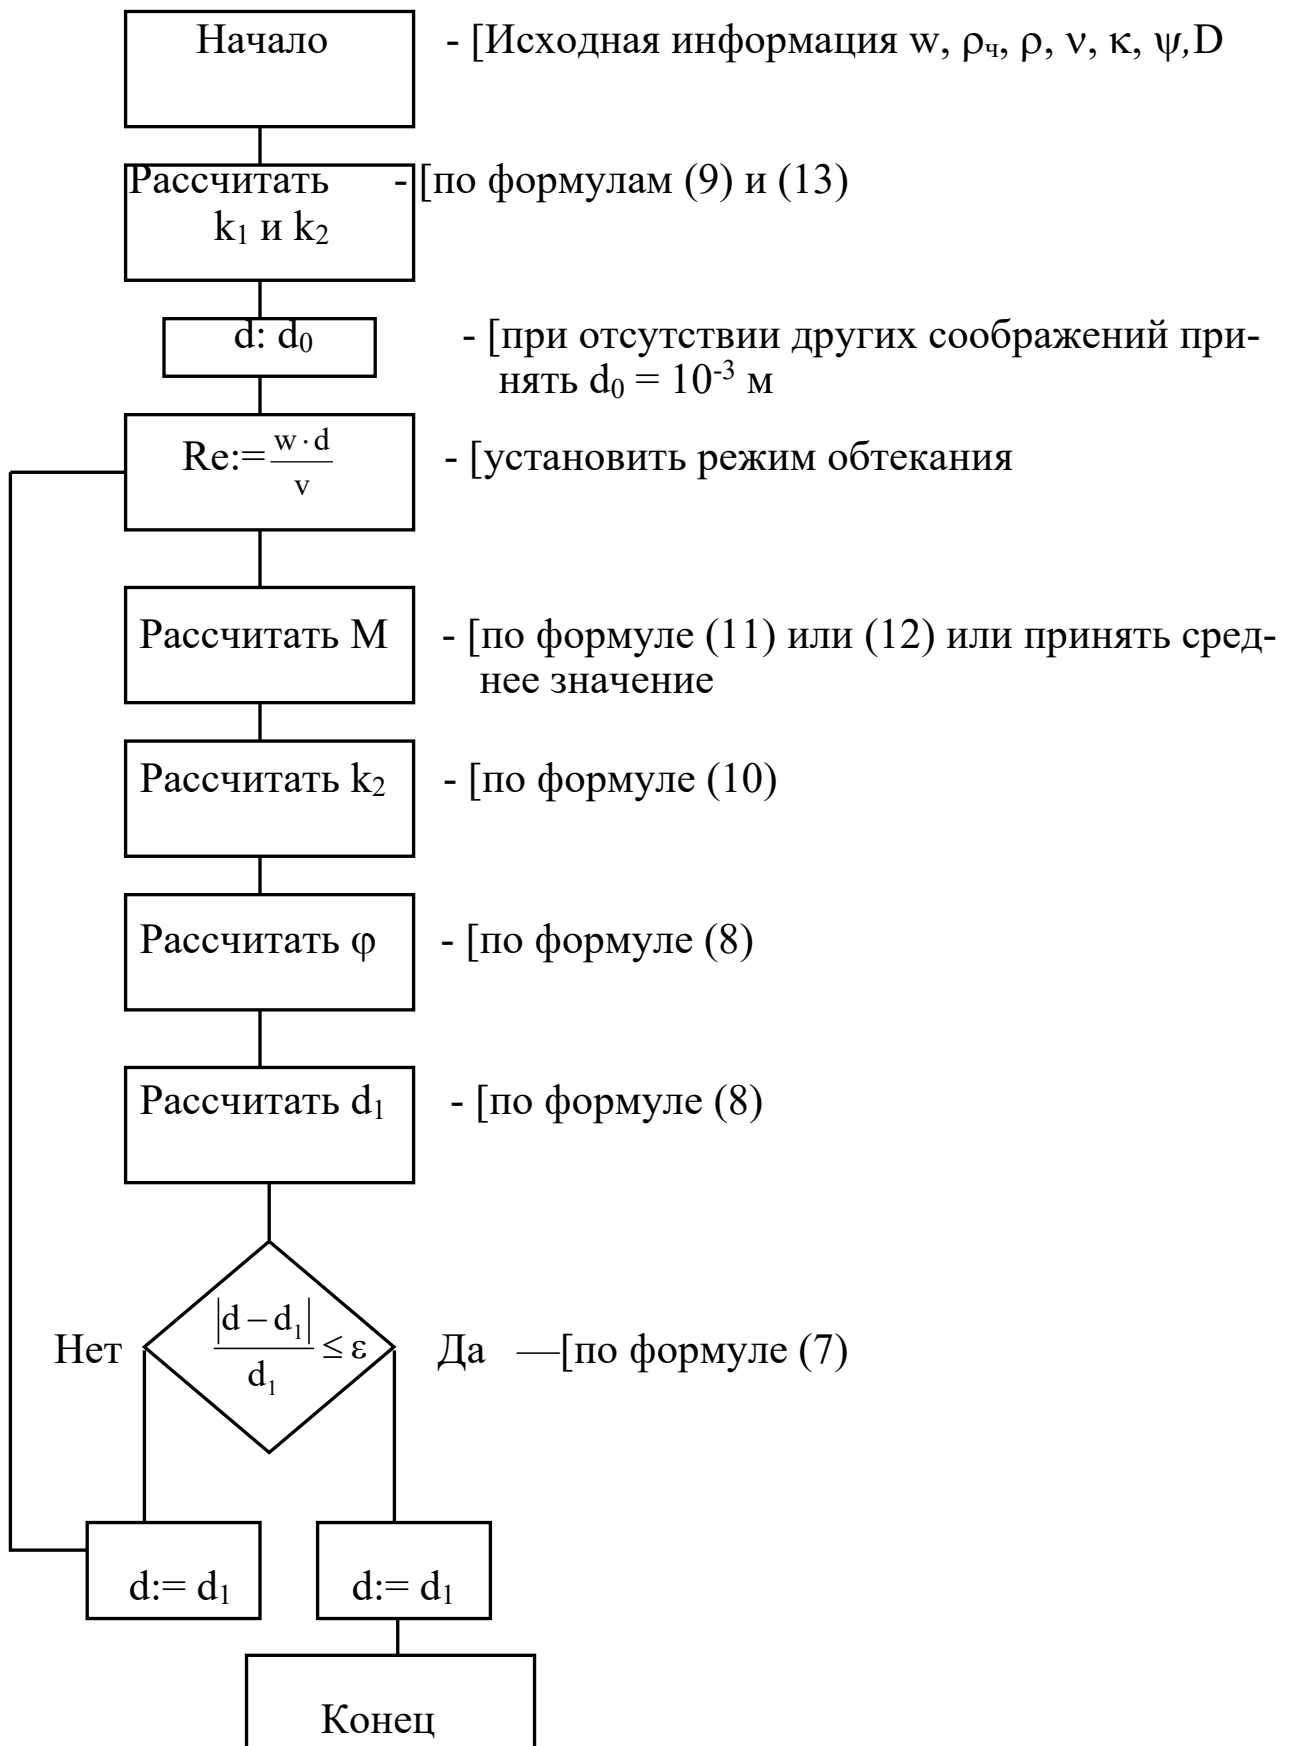 Начало - [Исходная информация w, ρч, ρ, ν, κ, ψ,D
Рассчитать - [по формулам (9) и (13)
k₁ и k₂
d: d₀ - [при отсутствии других соображений при-
нять d₀ = 10⁻³ м
Re:= w · d / v - [установить режим обтекания
Рассчитать М - [по формуле (11) или (12) или принять сред-
нее значение
Рассчитать k₂ - [по формуле (10)
Рассчитать φ - [по формуле (8)
Рассчитать d₁ - [по формуле (8)
Нет |d − d₁| / d₁ ≤ ε Да —[по формуле (7)
d:= d₁ d:= d₁
Конец